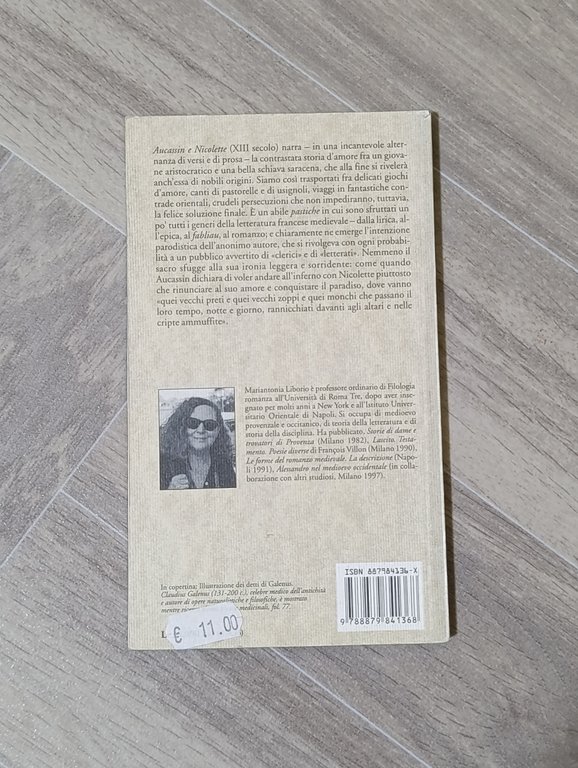 Aucassin e Nicolette (XIII secolo) narra – in una incantevole alter-
nanza di versi e di prosa – la contrastata storia d'amore fra un giova-
ne aristocratico e una bella schiava saracena, che alla fine si rivelerà
anch'essa di nobili origini. Siamo così trasportati fra delicati giochi
d'amore, canti di pastorelle e di usignoli, viaggi in fantastiche con-
trade orientali, crudeli persecuzioni che non impediranno, tuttavia,
la felice soluzione finale. È un abile pastiche in cui sono sfruttati un
po' tutti i generi della letteratura francese medievale – dalla lirica, al-
l'epica, al fabliau, al romanzo; e chiaramente ne emerge l'intenzione
parodistica dell'anonimo autore, che si rivolgeva con ogni probabi-
lità a un pubblico avvertito di «clerici» e di «letterati». Nemmeno il
sacro sfugge alla sua ironia leggera e sorridente: come quando
Aucassin dichiara di voler andare all'inferno con Nicolette piuttosto
che rinunciare al suo amore e conquistare il paradiso, dove vanno
«quei vecchi preti e quei vecchi zoppi e quei monchi che passano il
loro tempo, notte e giorno, rannicchiati davanti agli altari e nelle
cripte ammuffite».
Mariantonia Liborio è professore ordinario di Filologia
romanza all'Università di Roma Tre, dopo aver inse-
gnato per molti anni a New York e all'Istituto Univer-
sitario Orientale di Napoli. Si occupa di medioevo
provenzale e occitanico, di teoria della letteratura e di
storia della disciplina. Ha pubblicato, Storie di dame e
trovatori di Provenza (Milano 1982), Lascito. Testa-
mento. Poesie diverse di François Villon (Milano 1990),
Le forme del romanzo medievale. La descrizione (Napo-
li 1991), Alessandro nel medioevo occidentale (in colla-
borazione con altri studiosi, Milano 1997).
In copertina: Illustrazione dei detti di Galenus.
Claudius Galenus (131-200 c.), celebre medico dell'antichità
e autore di opere naturalistiche e filosofiche, è mostrato
mentre medicinali, fol. 77.
L
€ 11.00
ISBN 887984136-X
9 788879 841368